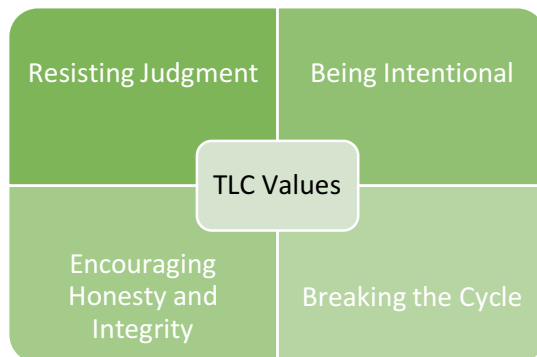 Resisting Judgment
Being Intentional
TLC Values
Encouraging
Honesty and
Integrity
Breaking the Cycle